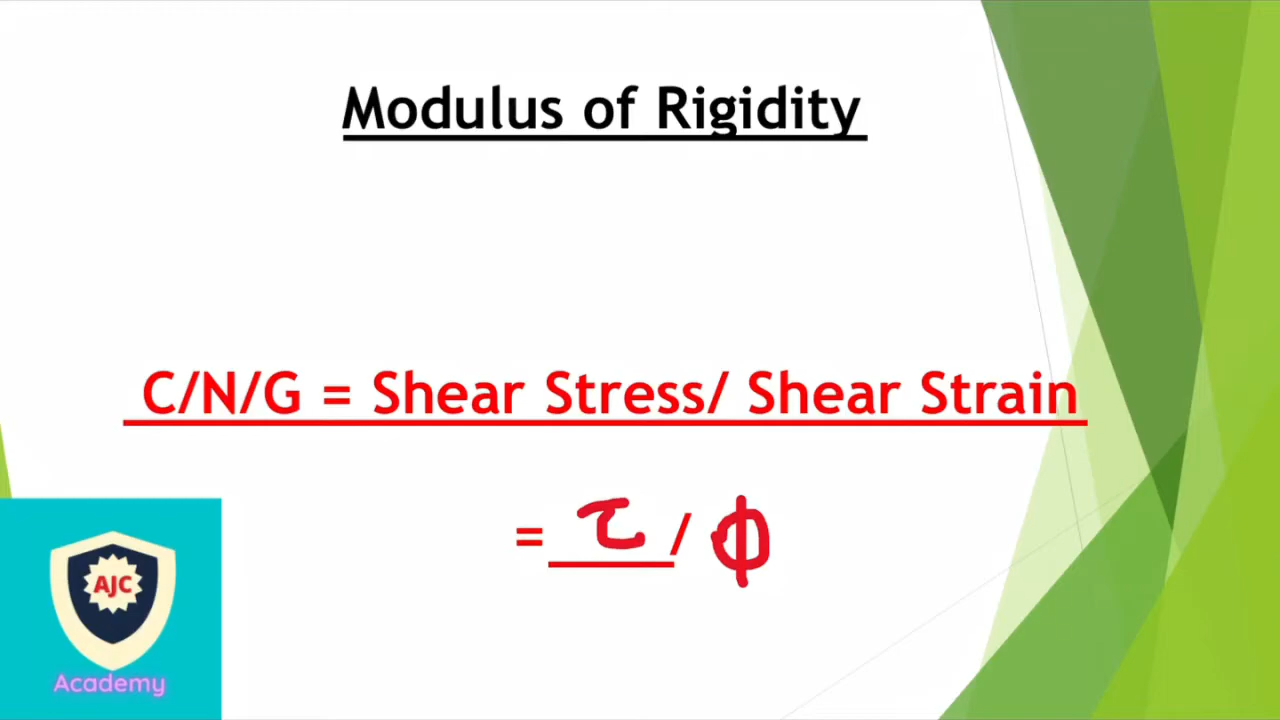 Modulus of Rigidity
C/N/G = Shear Stress/ Shear Strain
= τ / ϕ
AJC
Academy